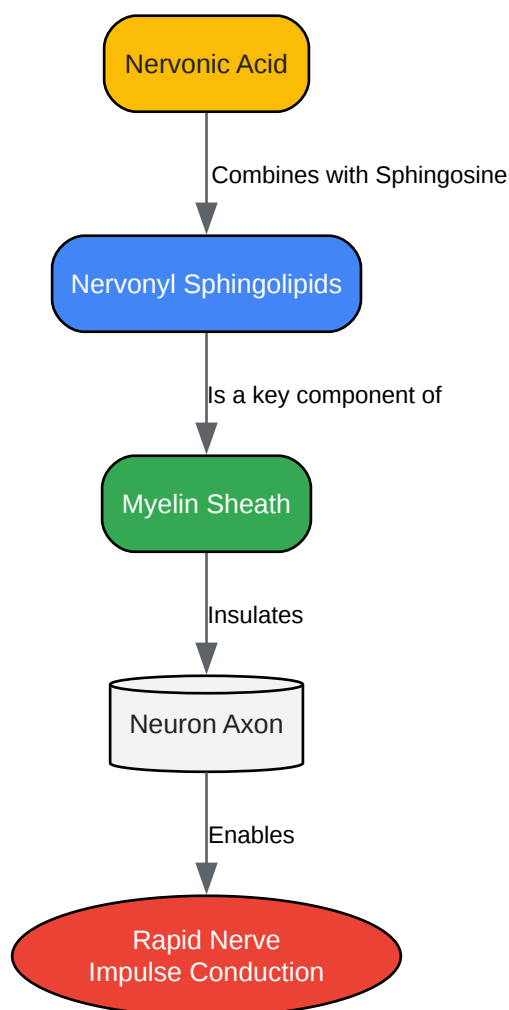 Nervonic Acid
Combines with Sphingosine
Nervonyl Sphingolipids
Is a key component of
Myelin Sheath
Insulates
Neuron Axon
Enables
Rapid Nerve
Impulse Conduction